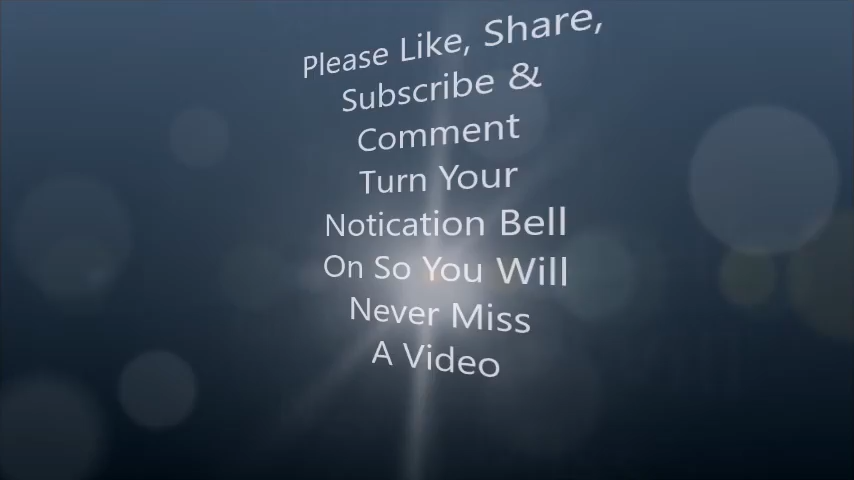 Please Like, Share,
Subscribe &
Comment
Turn Your
Notication Bell
On So You Will
Never Miss
A Video